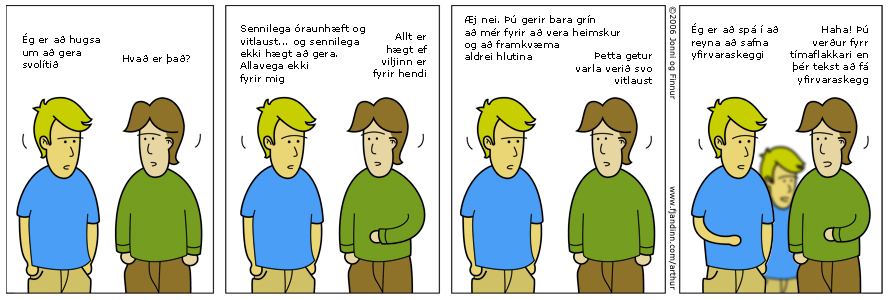 Ég er að hugsa
um að gera
svolítið
Hvað er það?
Sennilega óraunhæft og
vitlaust... og sennilega
ekki hægt að gera.
Allavega ekki
fyrir mig
Allt er
hægt ef
viljinn er
fyrir hendi
Æj nei. Þú gerir bara grín
að mér fyrir að vera heimskur
og að framkvæma
aldrei hlutina
Þetta getur
varla verið svo
vitlaust
©2006 Jonni og Finnur
www.fjandinn.com/arthur
Ég er að spá í að
reyna að safna
yfirvaraskeggi
Haha! Þú
verður fyrr
tímaflakkari en
þér tekst að fá
yfirvaraskegg